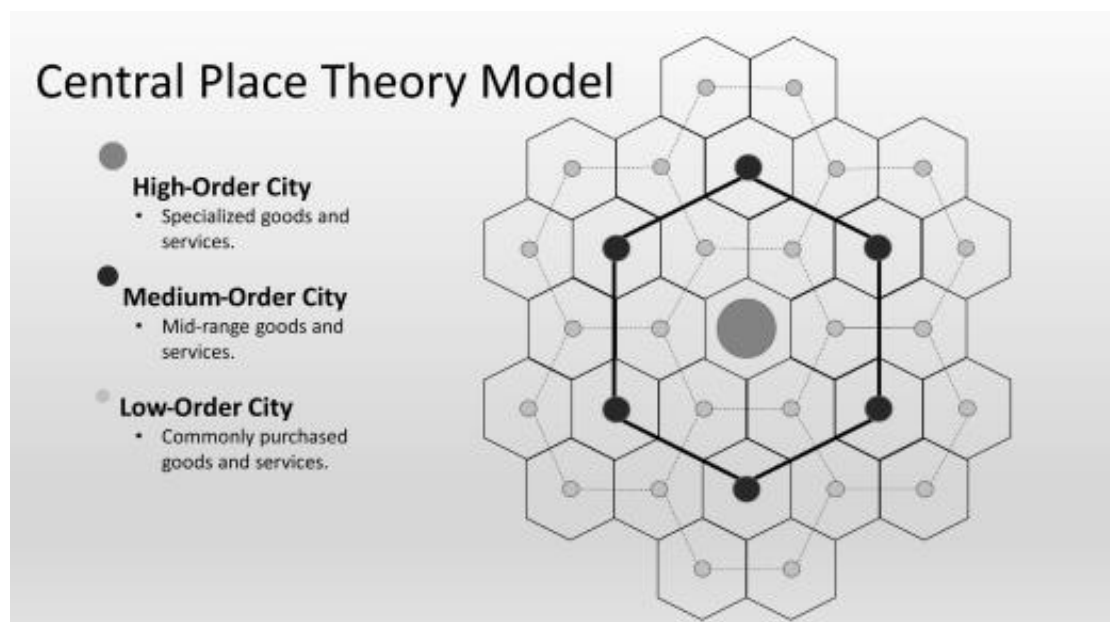 Central Place Theory Model
High-Order City
• Specialized goods and
services.
Medium-Order City
• Mid-range goods and
services.
Low-Order City
• Commonly purchased
goods and services.